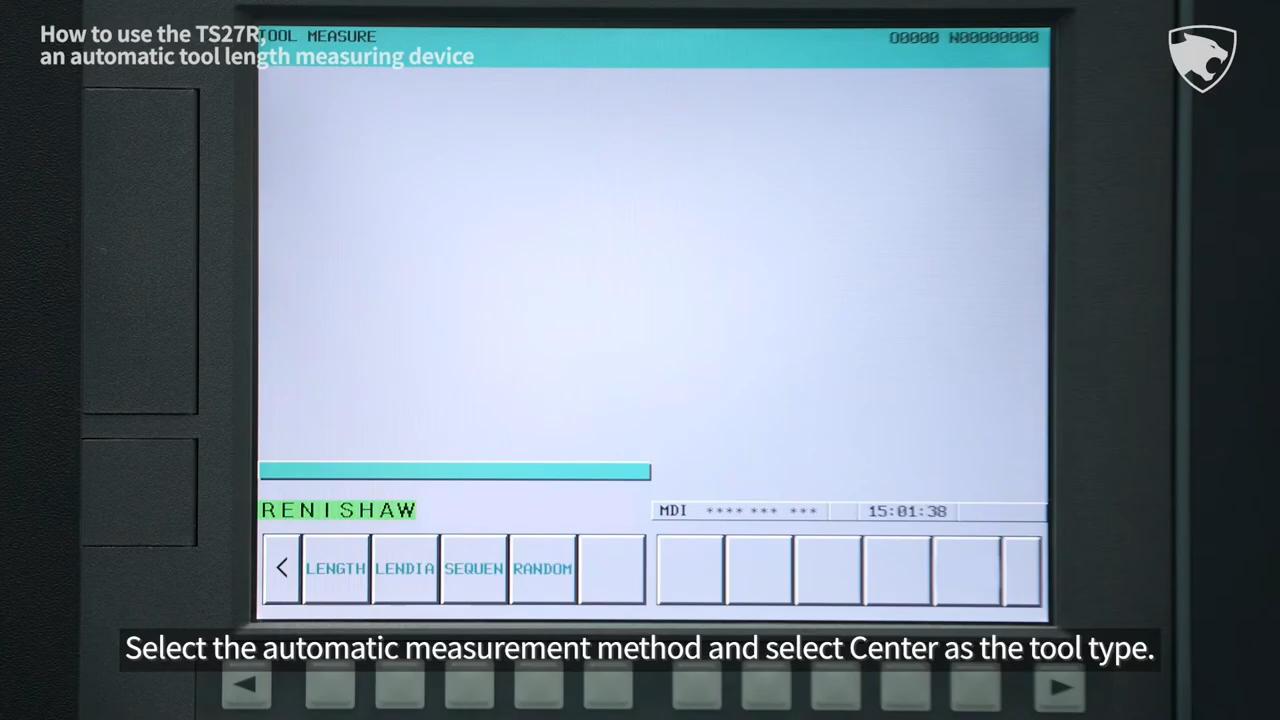 How to use the TS27R,
an automatic tool length measuring device
TOOL MEASURE
O0000 N00000000
RENISHAW
MDI **** *** ***
15:01:38
< LENGTH LENDIA SEQUEN RANDOM
Select the automatic measurement method and select Center as the tool type.